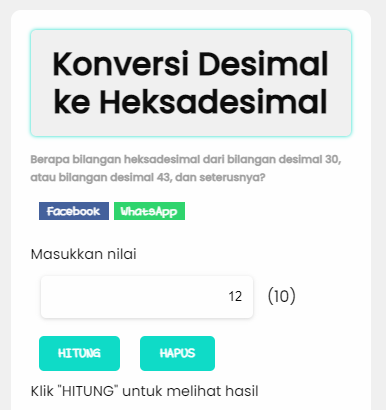 Konversi Desimal
ke Heksadesimal
Berapa bilangan heksadesimal dari bilangan desimal 30,
atau bilangan desimal 43, dan seterusnya?
Facebook WhatsApp
Masukkan nilai
12 (10)
HITUNG HAPUS
Klik "HITUNG" untuk melihat hasil